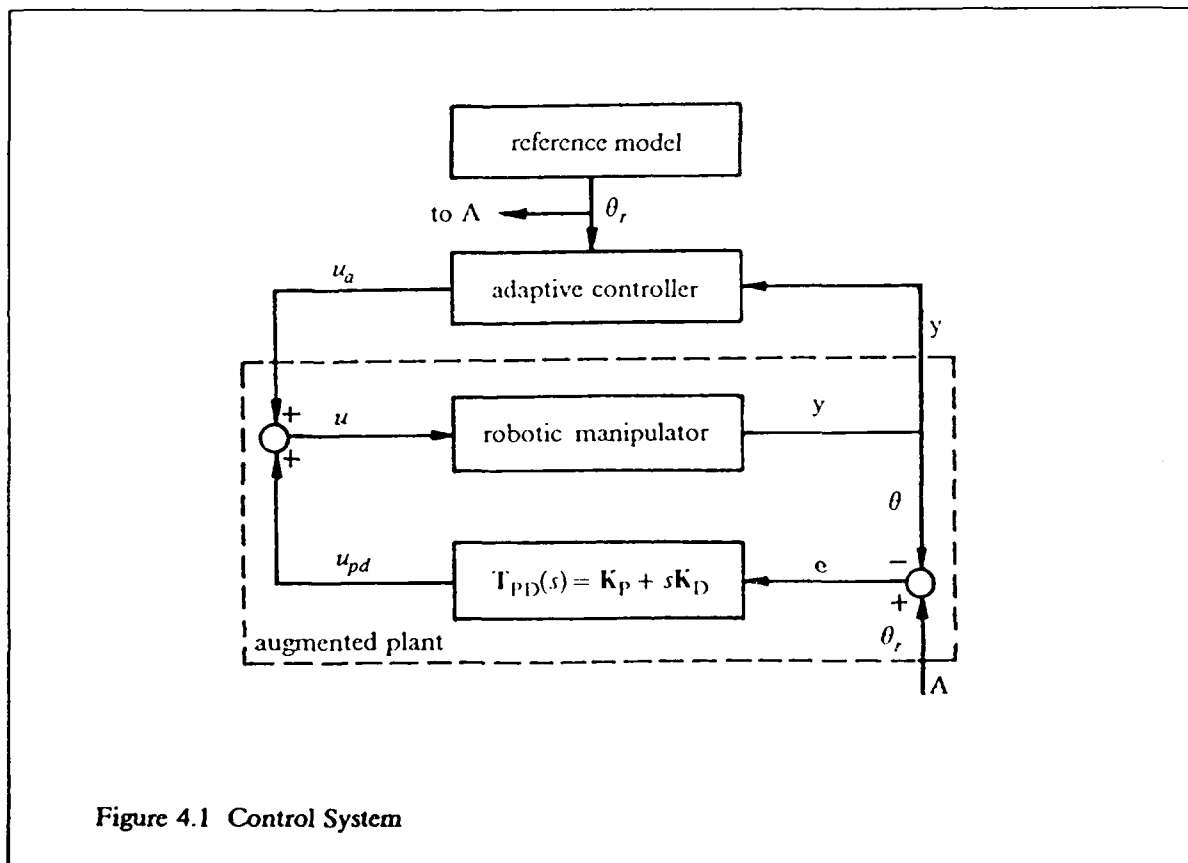 reference model
to Λ
θr
ua
adaptive controller
y
+
u
robotic manipulator
y
+
θ
upd
TPD(s) = KP + sKD
e
−
+
θr
augmented plant
Λ
Figure 4.1 Control System